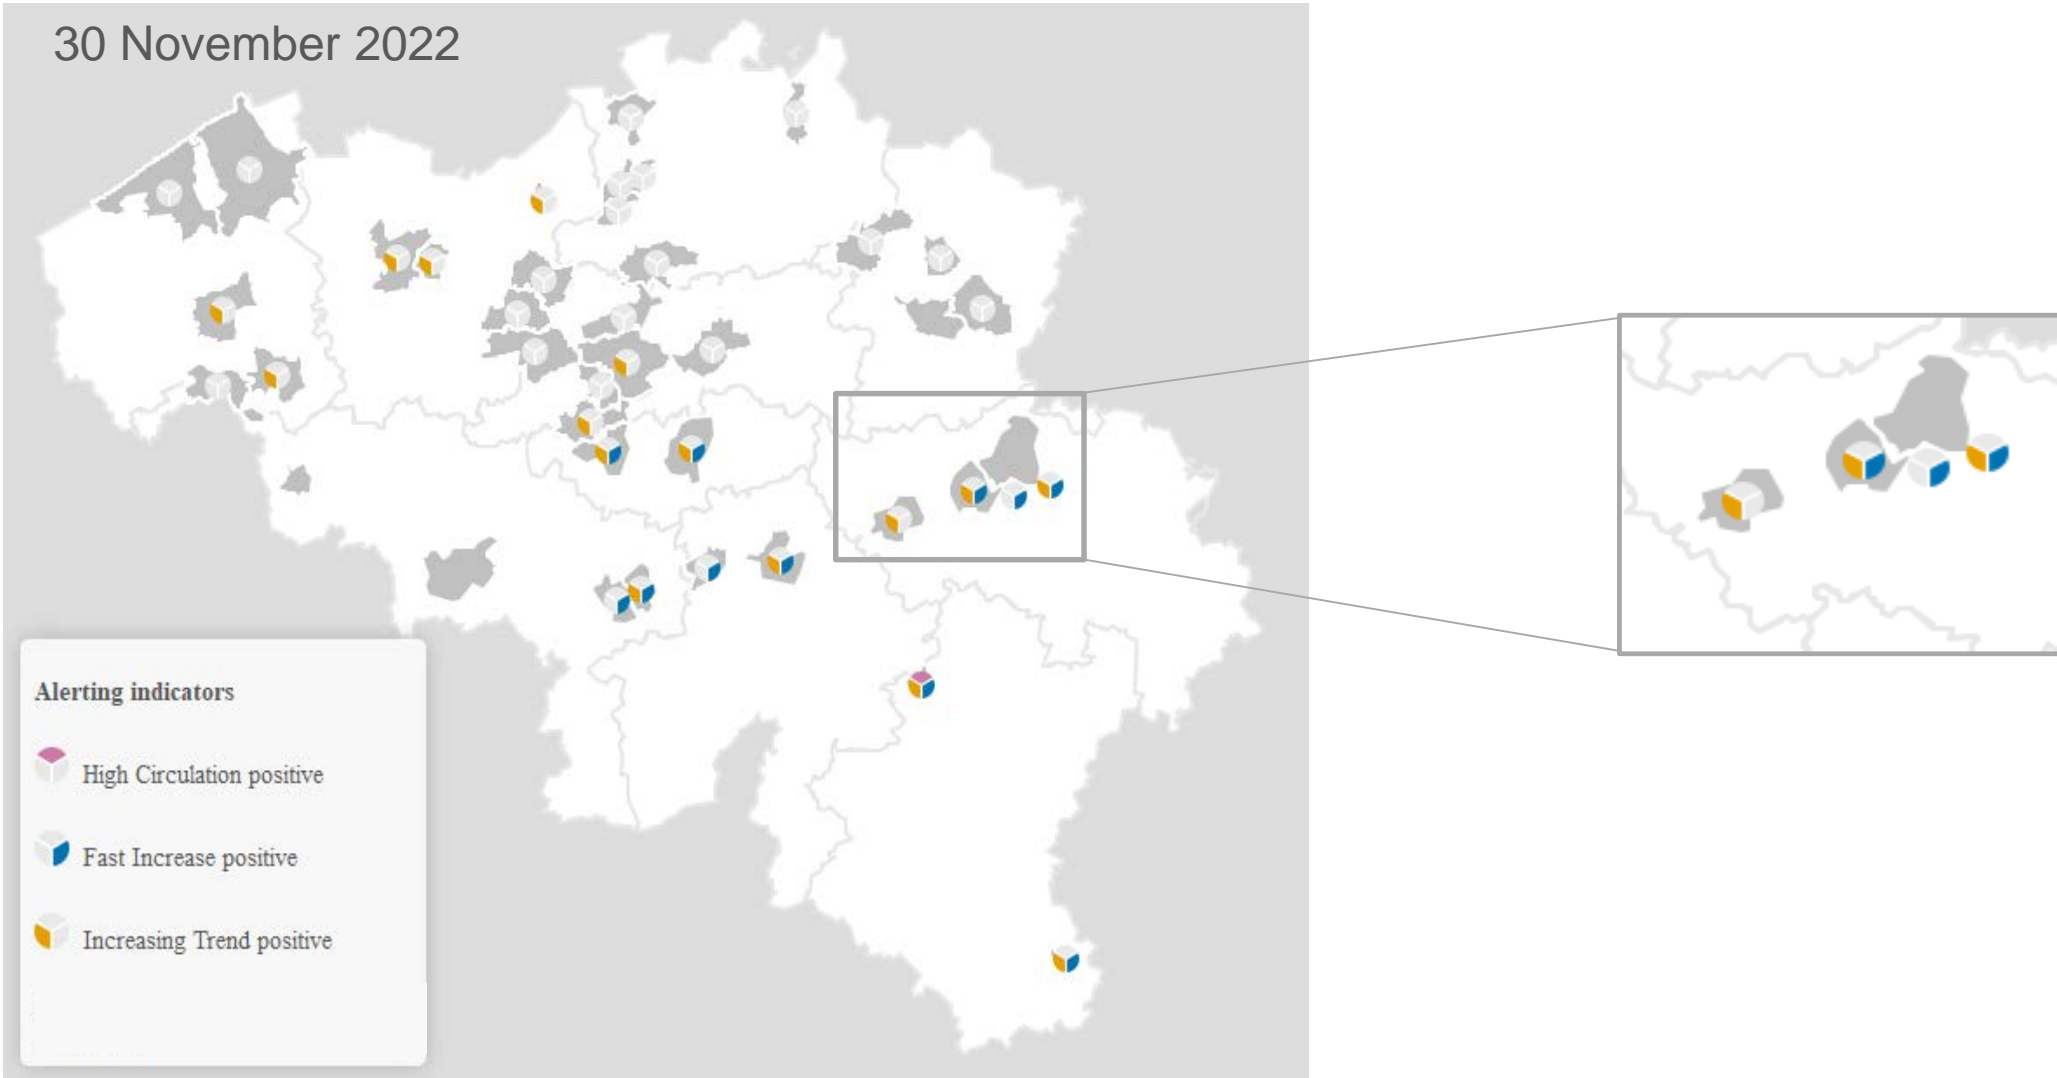 30 November 2022
Alerting indicators
High Circulation positive
Fast Increase positive
Increasing Trend positive